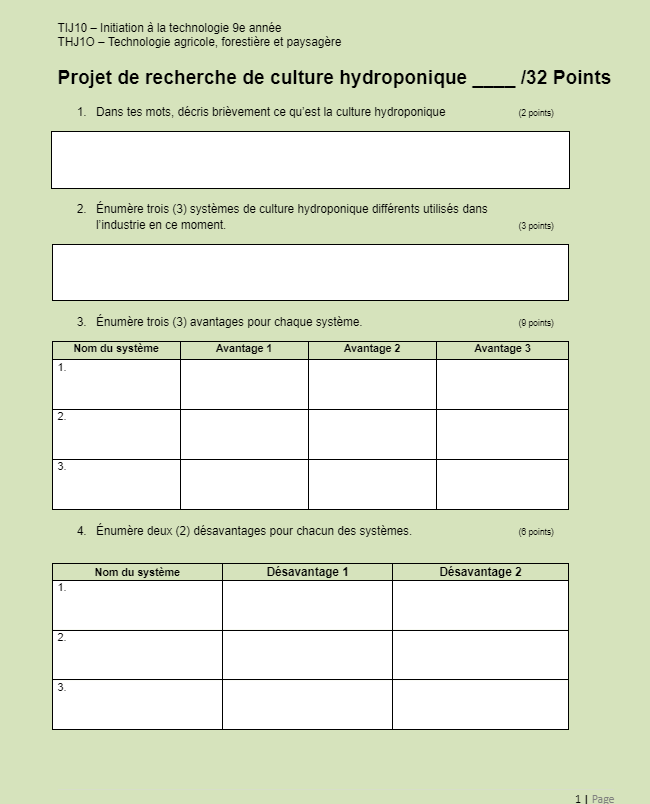 TIJ10 – Initiation à la technologie 9e année
THJ1O – Technologie agricole, forestière et paysagère
Projet de recherche de culture hydroponique ____ /32 Points
1. Dans tes mots, décris brièvement ce qu'est la culture hydroponique (2 points)
2. Énumère trois (3) systèmes de culture hydroponique différents utilisés dans
l'industrie en ce moment. (3 points)
3. Énumère trois (3) avantages pour chaque système. (9 points)
Nom du système Avantage 1 Avantage 2 Avantage 3
1.
2.
3.
4. Énumère deux (2) désavantages pour chacun des systèmes. (6 points)
Nom du système Désavantage 1 Désavantage 2
1.
2.
3.
1 | Page